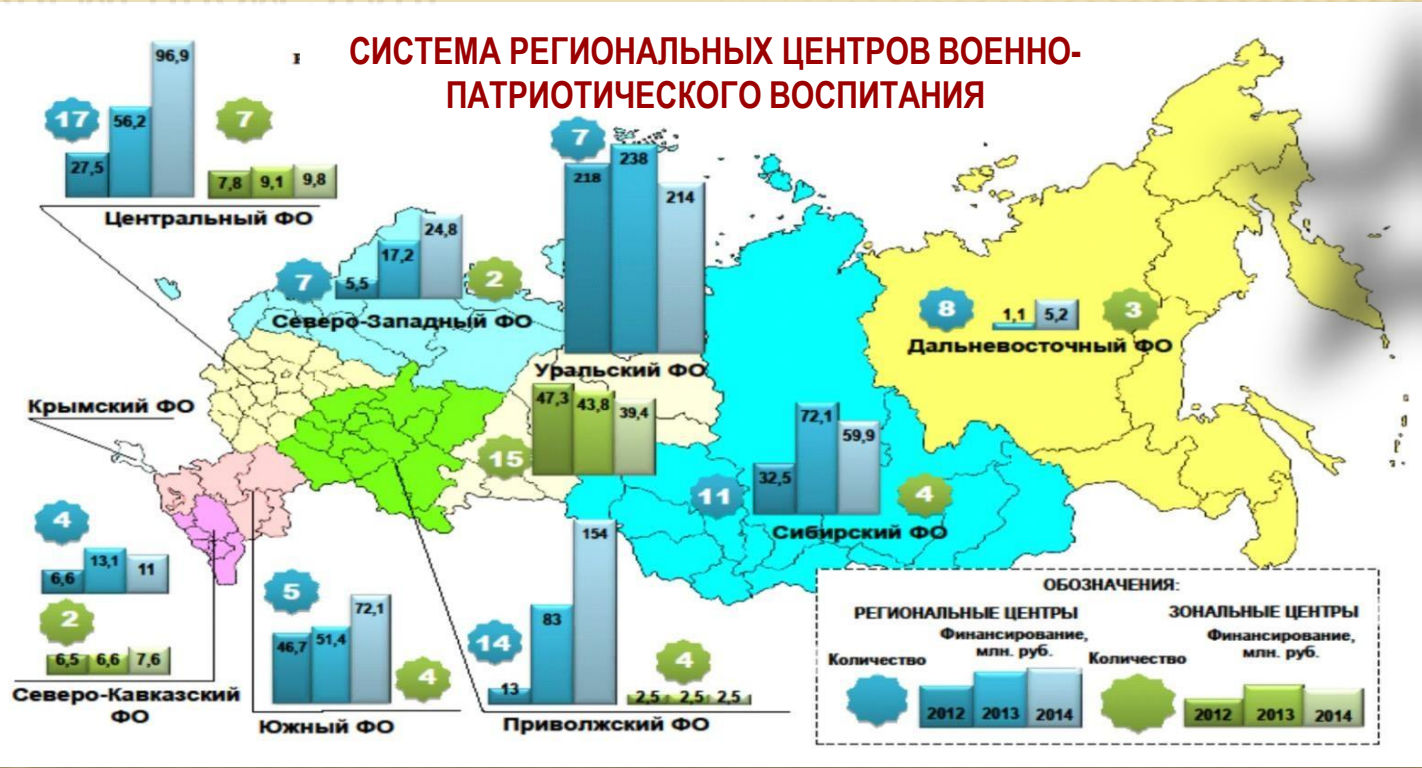 СИСТЕМА РЕГИОНАЛЬНЫХ ЦЕНТРОВ ВОЕННО-
ПАТРИОТИЧЕСКОГО ВОСПИТАНИЯ
17
27,5
56,2
96,9
7
7,8
9,1
9,8
Центральный ФО
7
5,5
17,2
24,8
2
Северо-Западный ФО
7
218
238
214
Уральский ФО
15
47,3
43,8
39,4
8
1,1
5,2
3
Дальневосточный ФО
Крымский ФО
11
32,5
72,1
59,9
4
Сибирский ФО
4
6,6
13,1
11
2
6,5
6,6
7,6
Северо-Кавказский
ФО
5
46,7
51,4
72,1
4
Южный ФО
14
13
83
154
4
2,5
2,5
2,5
Приволжский ФО
ОБОЗНАЧЕНИЯ:
РЕГИОНАЛЬНЫЕ ЦЕНТРЫ
Количество
Финансирование,
млн. руб.
2012
2013
2014
ЗОНАЛЬНЫЕ ЦЕНТРЫ
Количество
Финансирование,
млн. руб.
2012
2013
2014